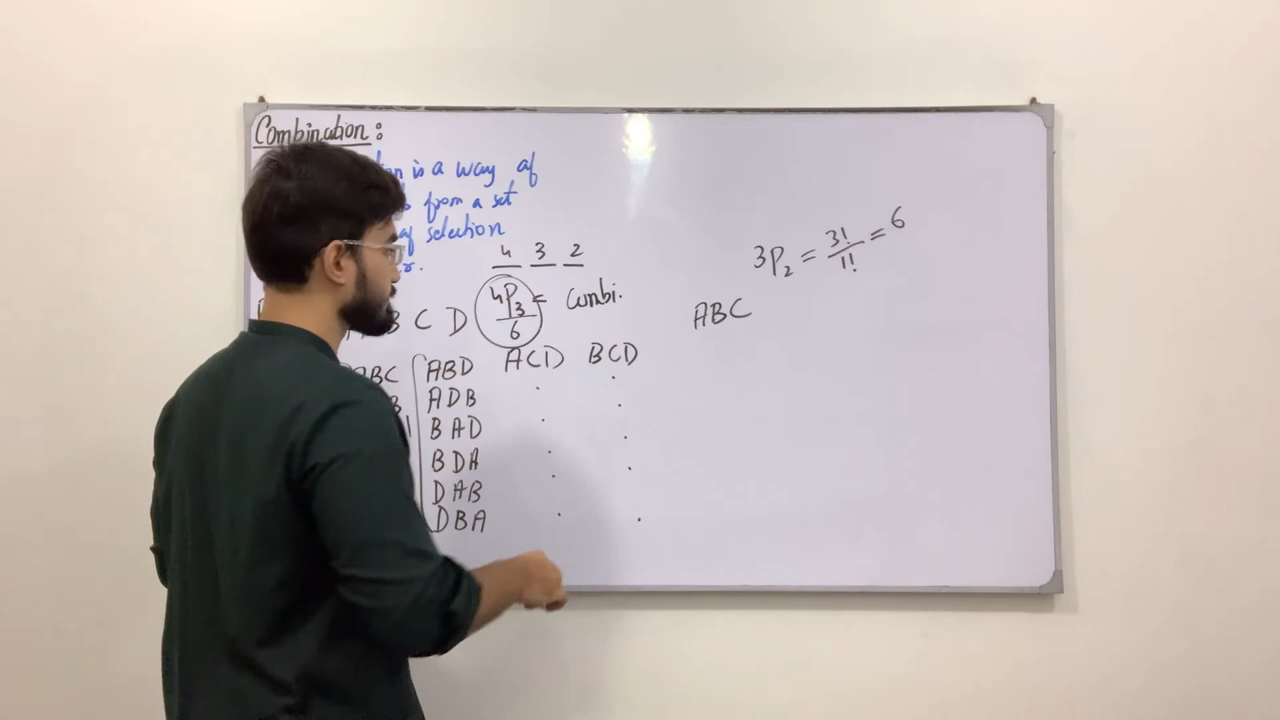 Combination :
is a way of
from a set
of selection
4 3 2
4P3/6 = Combi.
3P2 = 3!/1! = 6
B C D
ABC
ABC ABD ACD BCD
ADB
BAD
BDA
DAB
DBA